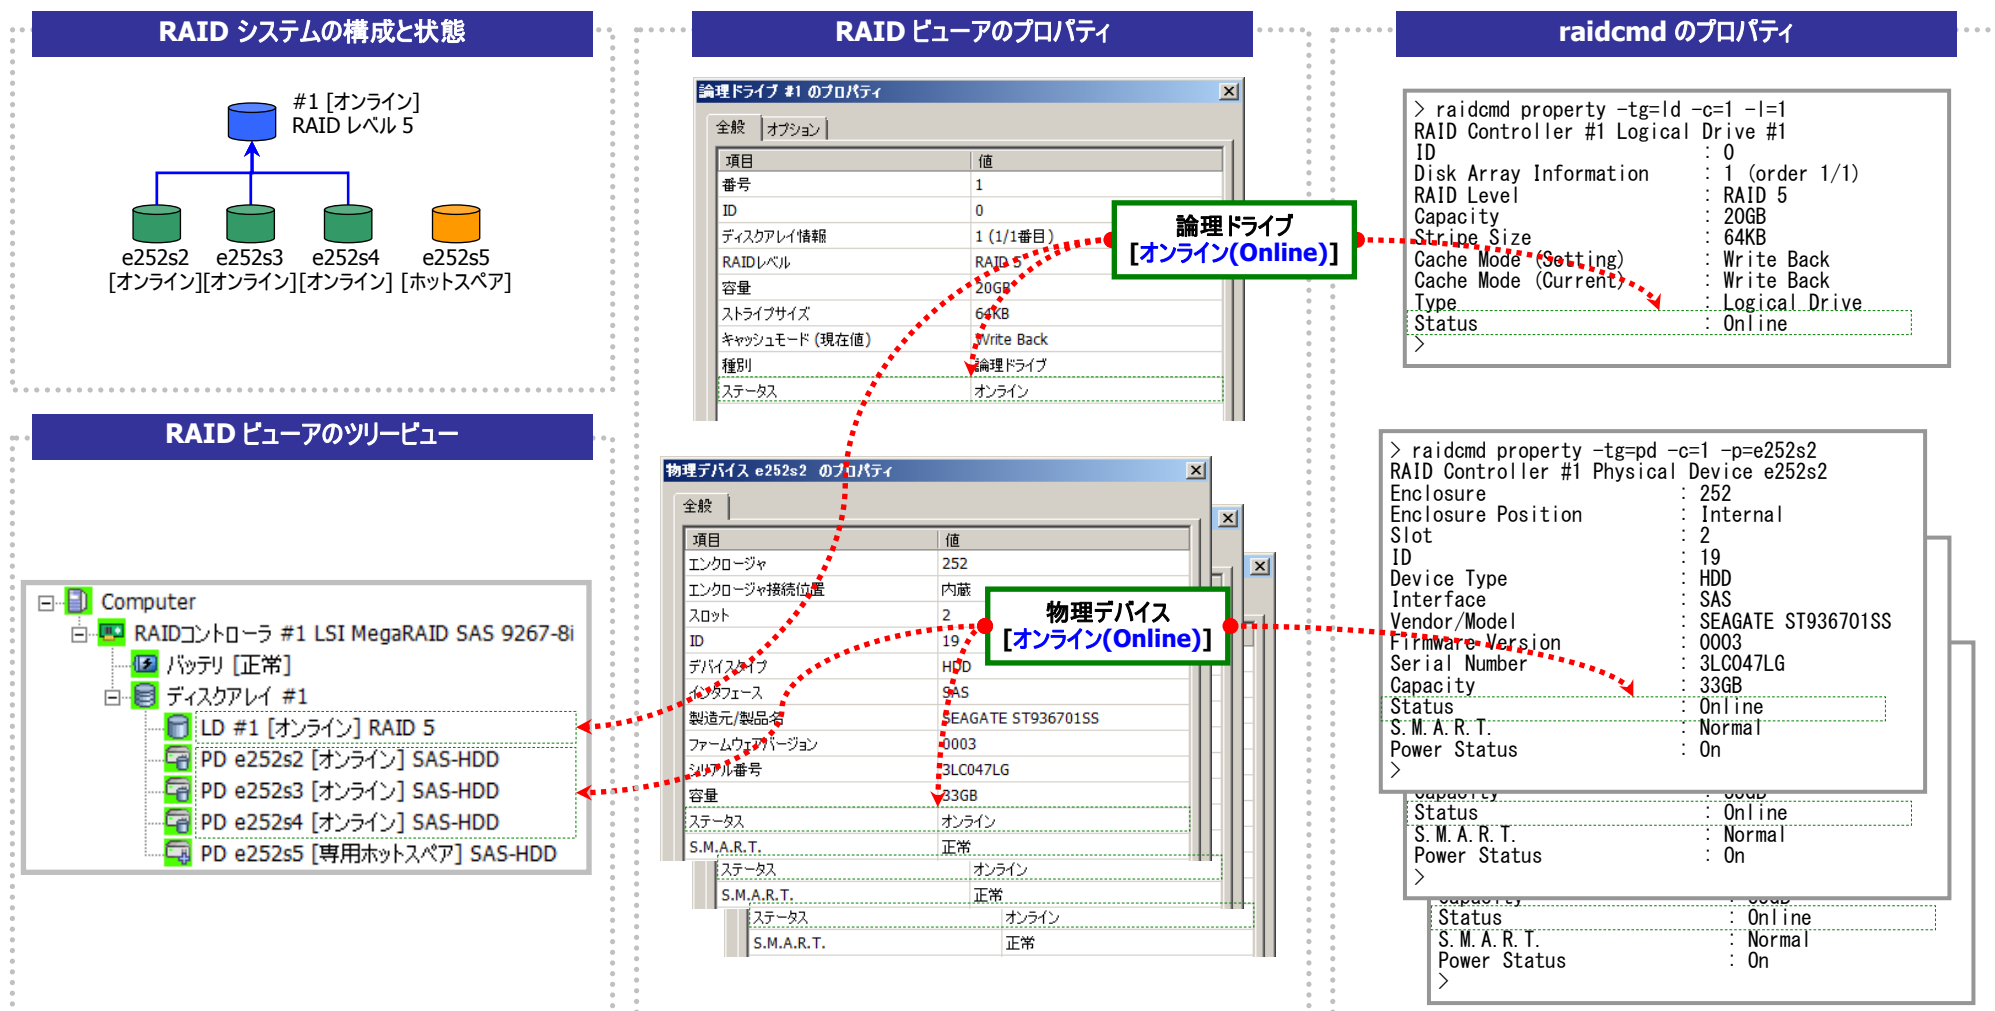 RAID システムの構成と状態
#1 [オンライン]
RAID レベル 5
e252s2 e252s3 e252s4 e252s5
[オンライン][オンライン][オンライン] [ホットスペア]
RAID ビューアのツリービュー
Computer
RAIDコントローラ #1 LSI MegaRAID SAS 9267-8i
バッテリ [正常]
ディスクアレイ #1
LD #1 [オンライン] RAID 5
PD e252s2 [オンライン] SAS-HDD
PD e252s3 [オンライン] SAS-HDD
PD e252s4 [オンライン] SAS-HDD
PD e252s5 [専用ホットスペア] SAS-HDD
RAID ビューアのプロパティ
論理ドライブ #1 のプロパティ
全般 オプション
項目 値
番号 1
ID 0
ディスクアレイ情報 1 (1/1番目)
RAIDレベル RAID 5
容量 20GB
ストライプサイズ 64KB
キャッシュモード (現在値) Write Back
種別 論理ドライブ
ステータス オンライン
論理ドライブ
[オンライン(Online)]
物理デバイス e252s2 のプロパティ
全般
項目 値
エンクロージャ 252
エンクロージャ接続位置 内蔵
スロット 2
ID 19
デバイスタイプ HDD
インタフェース SAS
製造元/製品名 SEAGATE ST936701SS
ファームウェアバージョン 0003
シリアル番号 3LC047LG
容量 33GB
ステータス オンライン
S.M.A.R.T. 正常
ステータス オンライン
S.M.A.R.T. 正常
ステータス オンライン
S.M.A.R.T. 正常
物理デバイス
[オンライン(Online)]
raidcmd のプロパティ
> raidcmd property -tg=ld -c=1 -l=1
RAID Controller #1 Logical Drive #1
ID : 0
Disk Array Information : 1 (order 1/1)
RAID Level : RAID 5
Capacity : 20GB
Stripe Size : 64KB
Cache Mode (Setting) : Write Back
Cache Mode (Current) : Write Back
Type : Logical Drive
Status : Online
>
> raidcmd property -tg=pd -c=1 -p=e252s2
RAID Controller #1 Physical Device e252s2
Enclosure : 252
Enclosure Position : Internal
Slot : 2
ID : 19
Device Type : HDD
Interface : SAS
Vendor/Model : SEAGATE ST936701SS
Firmware Version : 0003
Serial Number : 3LC047LG
Capacity : 33GB
Status : Online
S.M.A.R.T. : Normal
Power Status : On
>
Capacity : 33GB
Status : Online
S.M.A.R.T. : Normal
Power Status : On
>
Status : Online
S.M.A.R.T. : Normal
Power Status : On
>